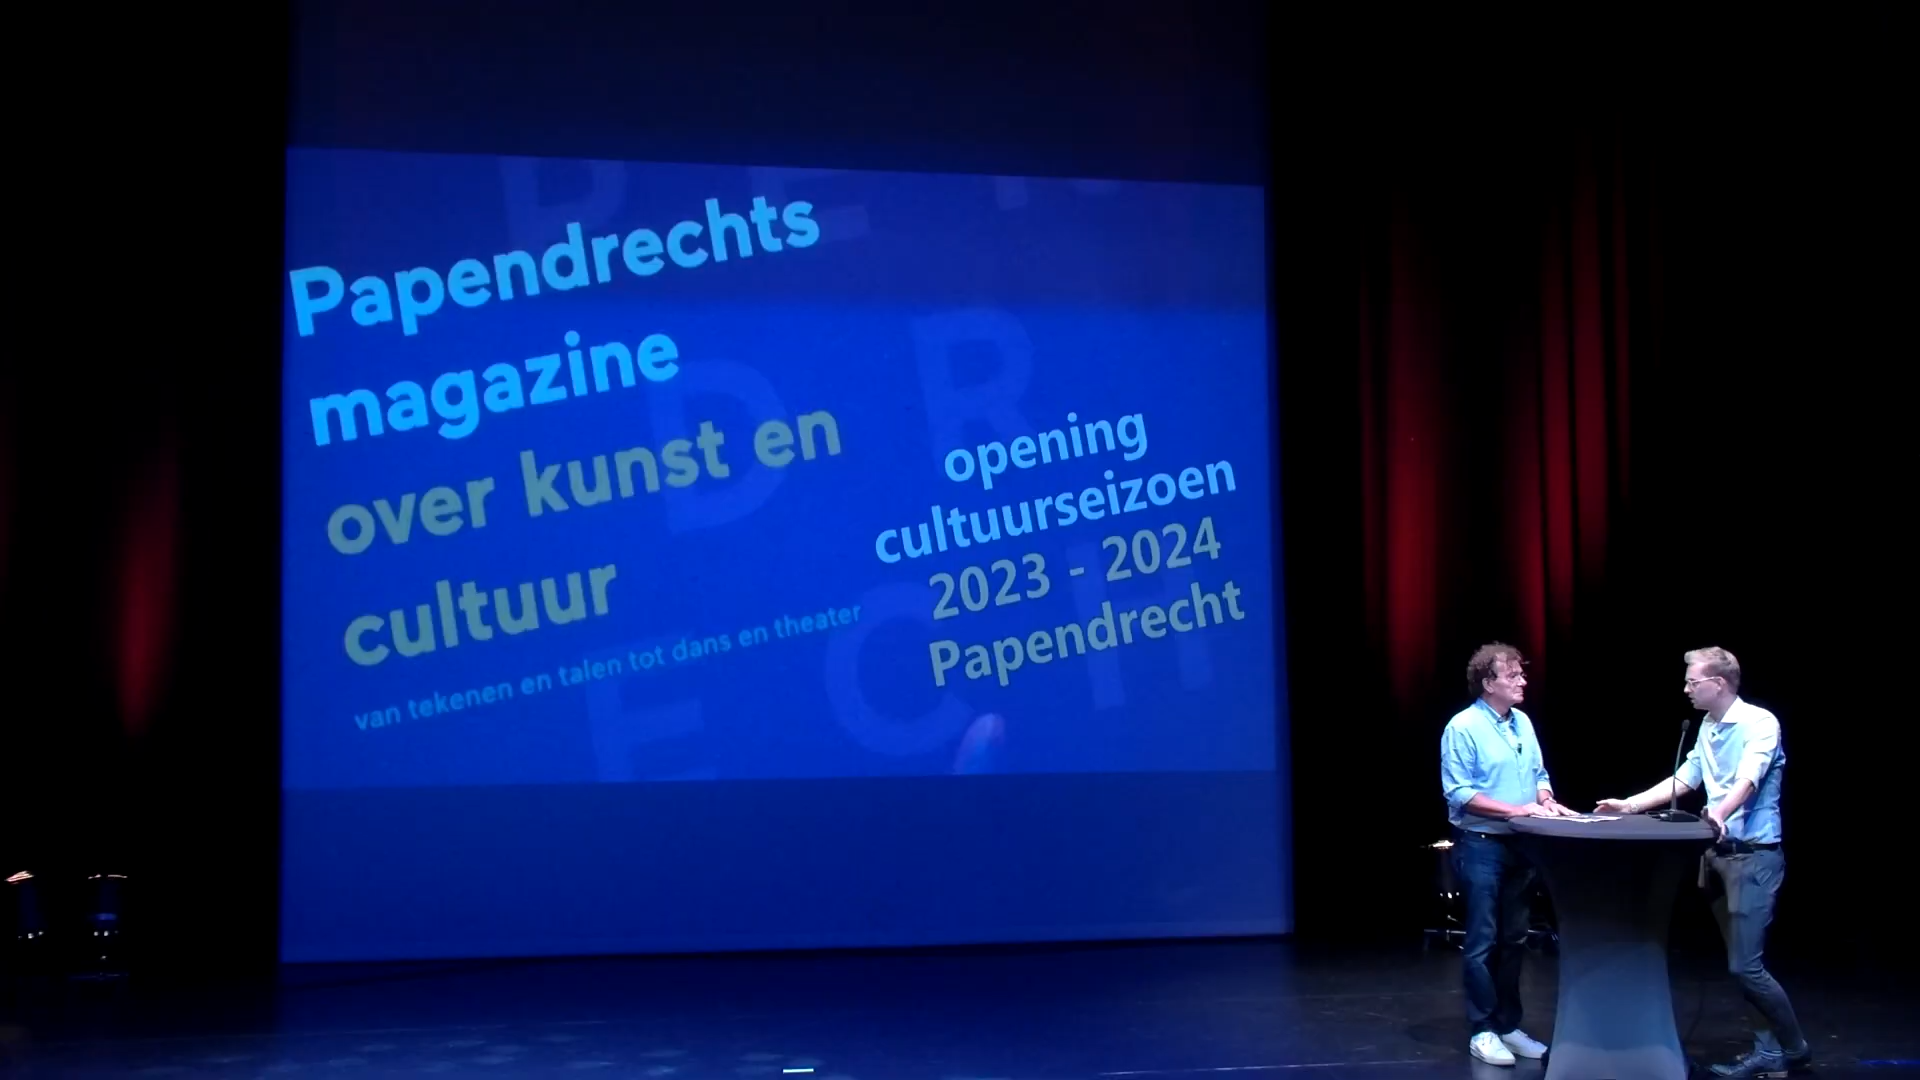 Papendrechts
magazine
over kunst en
cultuur
van tekenen en talen tot dans en theater
opening
cultuurseizoen
2023 - 2024
Papendrecht